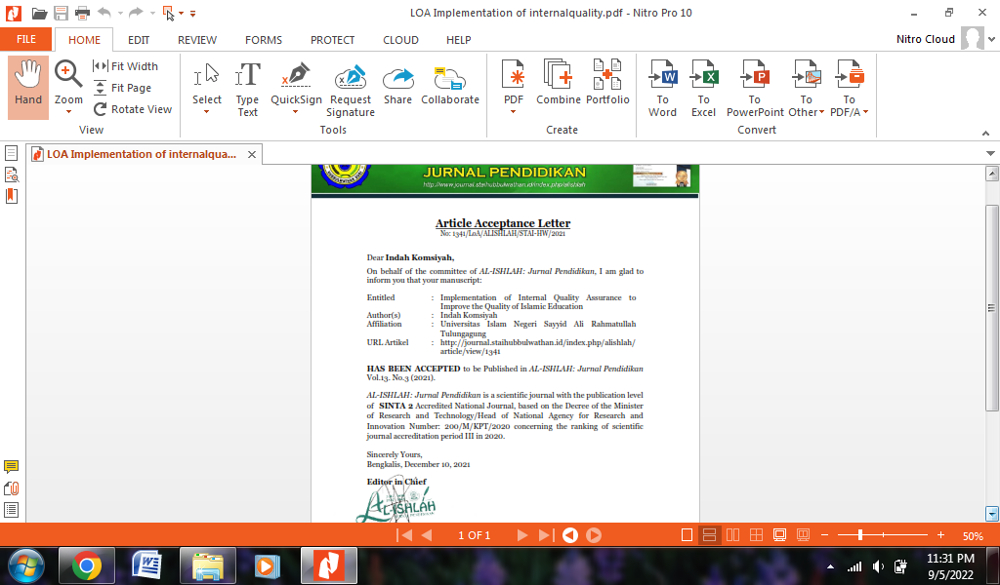 LOA Implementation of internalquality.pdf - Nitro Pro 10
FILE HOME EDIT REVIEW FORMS PROTECT CLOUD HELP Nitro Cloud
Hand
Zoom
Fit Width
Fit Page
Rotate View
View
Select
Type Text
QuickSign
Request Signature
Share
Collaborate
Tools
PDF
Combine
Portfolio
Create
To Word
To Excel
To PowerPoint
To Other
To PDF/A
Convert
LOA Implementation of internalqua...
JURNAL PENDIDIKAN
http://www.journal.staihubbulwathan.id/index.php/alishlah
Article Acceptance Letter
No: 1341/LoA/ALISHLAH/STAI-HW/2021
Dear Indah Komsiyah,
On behalf of the committee of AL-ISHLAH: Jurnal Pendidikan, I am glad to
inform you that your manuscript:
Entitled : Implementation of Internal Quality Assurance to
Improve the Quality of Islamic Education
Author(s) : Indah Komsiyah
Affiliation : Universitas Islam Negeri Sayyid Ali Rahmatullah
Tulungagung
URL Artikel : http://journal.staihubbulwathan.id/index.php/alishlah/
article/view/1341
HAS BEEN ACCEPTED to be Published in AL-ISHLAH: Jurnal Pendidikan
Vol.13. No.3 (2021).
AL-ISHLAH: Jurnal Pendidikan is a scientific journal with the publication level
of SINTA 2 Accredited National Journal, based on the Decree of the Minister
of Research and Technology/Head of National Agency for Research and
Innovation Number: 200/M/KPT/2020 concerning the ranking of scientific
journal accreditation period III in 2020.
Sincerely Yours,
Bengkalis, December 10, 2021
Editor in Chief
AL-ISHLAH
1 OF 1
50%
11:31 PM
9/5/2022